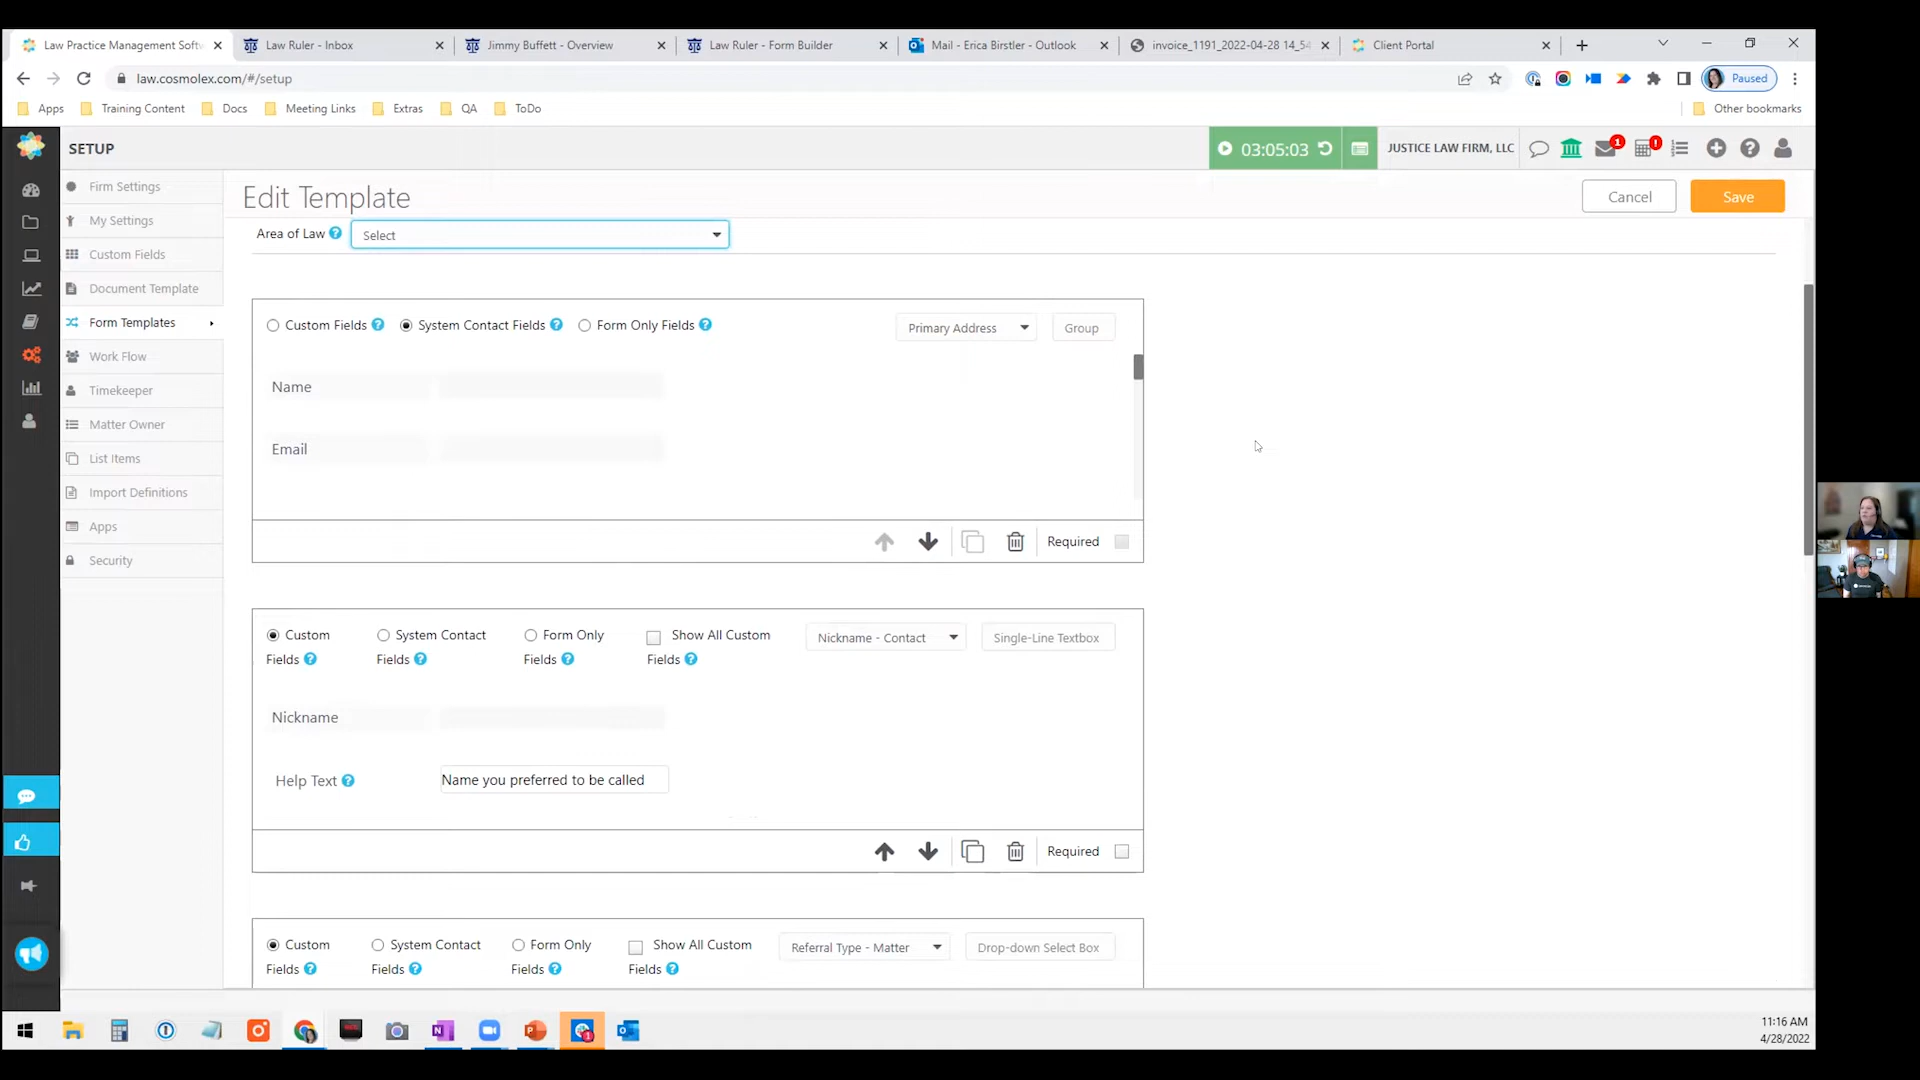 Law Practice Management Softw
Law Ruler - Inbox
Jimmy Buffett - Overview
Law Ruler - Form Builder
Mail - Erica Birstler - Outlook
invoice_1191_2022-04-28 14_54
Client Portal
law.cosmolex.com/#/setup
Paused
Apps
Training Content
Docs
Meeting Links
Extras
QA
ToDo
Other bookmarks
SETUP
03:05:03
JUSTICE LAW FIRM, LLC
1
!
Firm Settings
My Settings
Custom Fields
Document Template
Form Templates
Work Flow
Timekeeper
Matter Owner
List Items
Import Definitions
Apps
Security
Edit Template
Cancel
Save
Area of Law ?
Select
Custom Fields ?
System Contact Fields ?
Form Only Fields ?
Primary Address
Group
Name
Email
Required
Custom Fields ?
System Contact Fields ?
Form Only Fields ?
Show All Custom Fields ?
Nickname - Contact
Single-Line Textbox
Nickname
Help Text ?
Name you preferred to be called
Required
Custom Fields ?
System Contact Fields ?
Form Only Fields ?
Show All Custom Fields ?
Referral Type - Matter
Drop-down Select Box
11:16 AM
4/28/2022